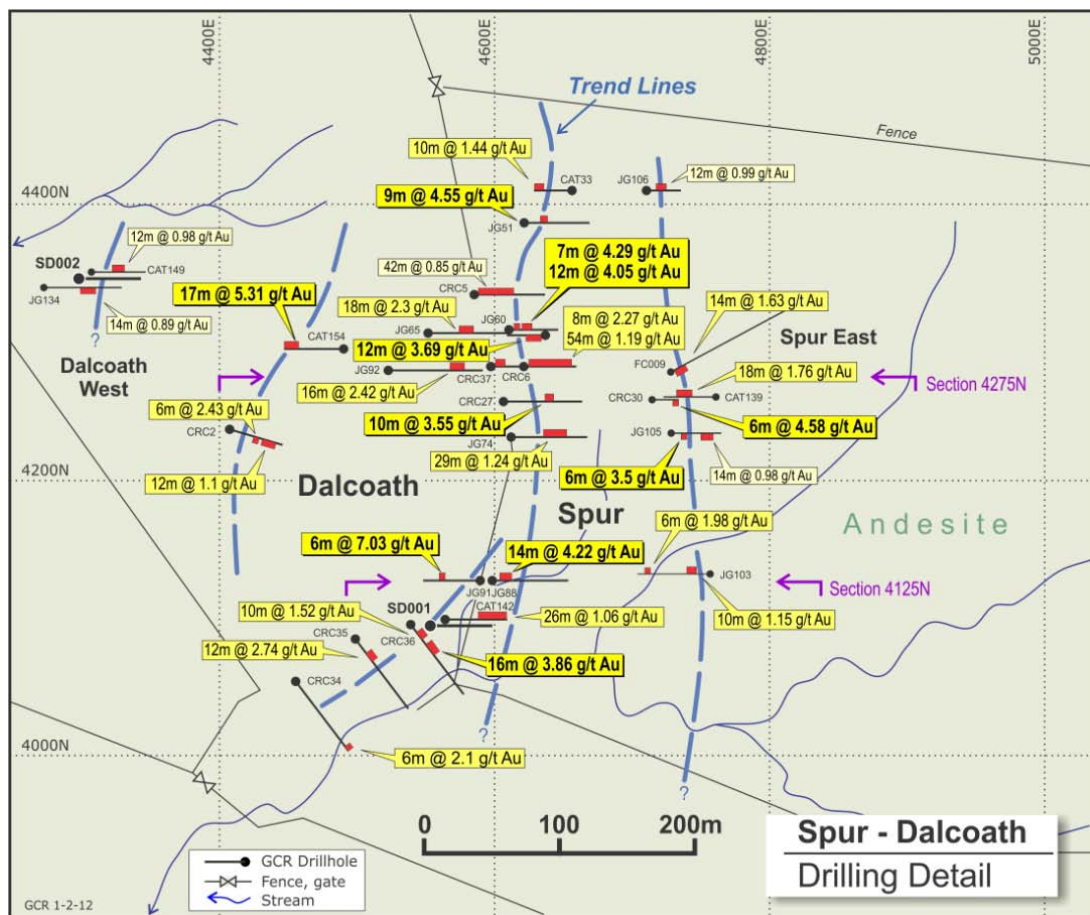 4400E
4600E
4800E
5000E
Trend Lines
Fence
10m @ 1.44 g/t Au
CAT33
JG106
12m @ 0.99 g/t Au
4400N
9m @ 4.55 g/t Au
JG51
12m @ 0.98 g/t Au
SD002
CAT149
JG134
14m @ 0.89 g/t Au
?
Dalcoath
West
7m @ 4.29 g/t Au
12m @ 4.05 g/t Au
42m @ 0.85 g/t Au
CRC5
17m @ 5.31 g/t Au
CAT154
18m @ 2.3 g/t Au
JG65
JG60
8m @ 2.27 g/t Au
54m @ 1.19 g/t Au
14m @ 1.63 g/t Au
Spur East
12m @ 3.69 g/t Au
JG92
CRC37
CRC6
FC009
16m @ 2.42 g/t Au
18m @ 1.76 g/t Au
Section 4275N
6m @ 2.43 g/t Au
CRC2
CRC27
CRC30
CAT139
10m @ 3.55 g/t Au
6m @ 4.58 g/t Au
JG74
JG105
29m @ 1.24 g/t Au
6m @ 3.5 g/t Au
14m @ 0.98 g/t Au
12m @ 1.1 g/t Au
4200N
Dalcoath
Spur
Andesite
6m @ 7.03 g/t Au
14m @ 4.22 g/t Au
6m @ 1.98 g/t Au
JG91
JG88
JG103
Section 4125N
10m @ 1.52 g/t Au
SD001
CAT142
26m @ 1.06 g/t Au
10m @ 1.15 g/t Au
CRC35
CRC36
12m @ 2.74 g/t Au
16m @ 3.86 g/t Au
CRC34
4000N
6m @ 2.1 g/t Au
?
?
0
100
200m
GCR Drillhole
Fence, gate
Stream
GCR 1-2-12
Spur - Dalcoath
Drilling Detail